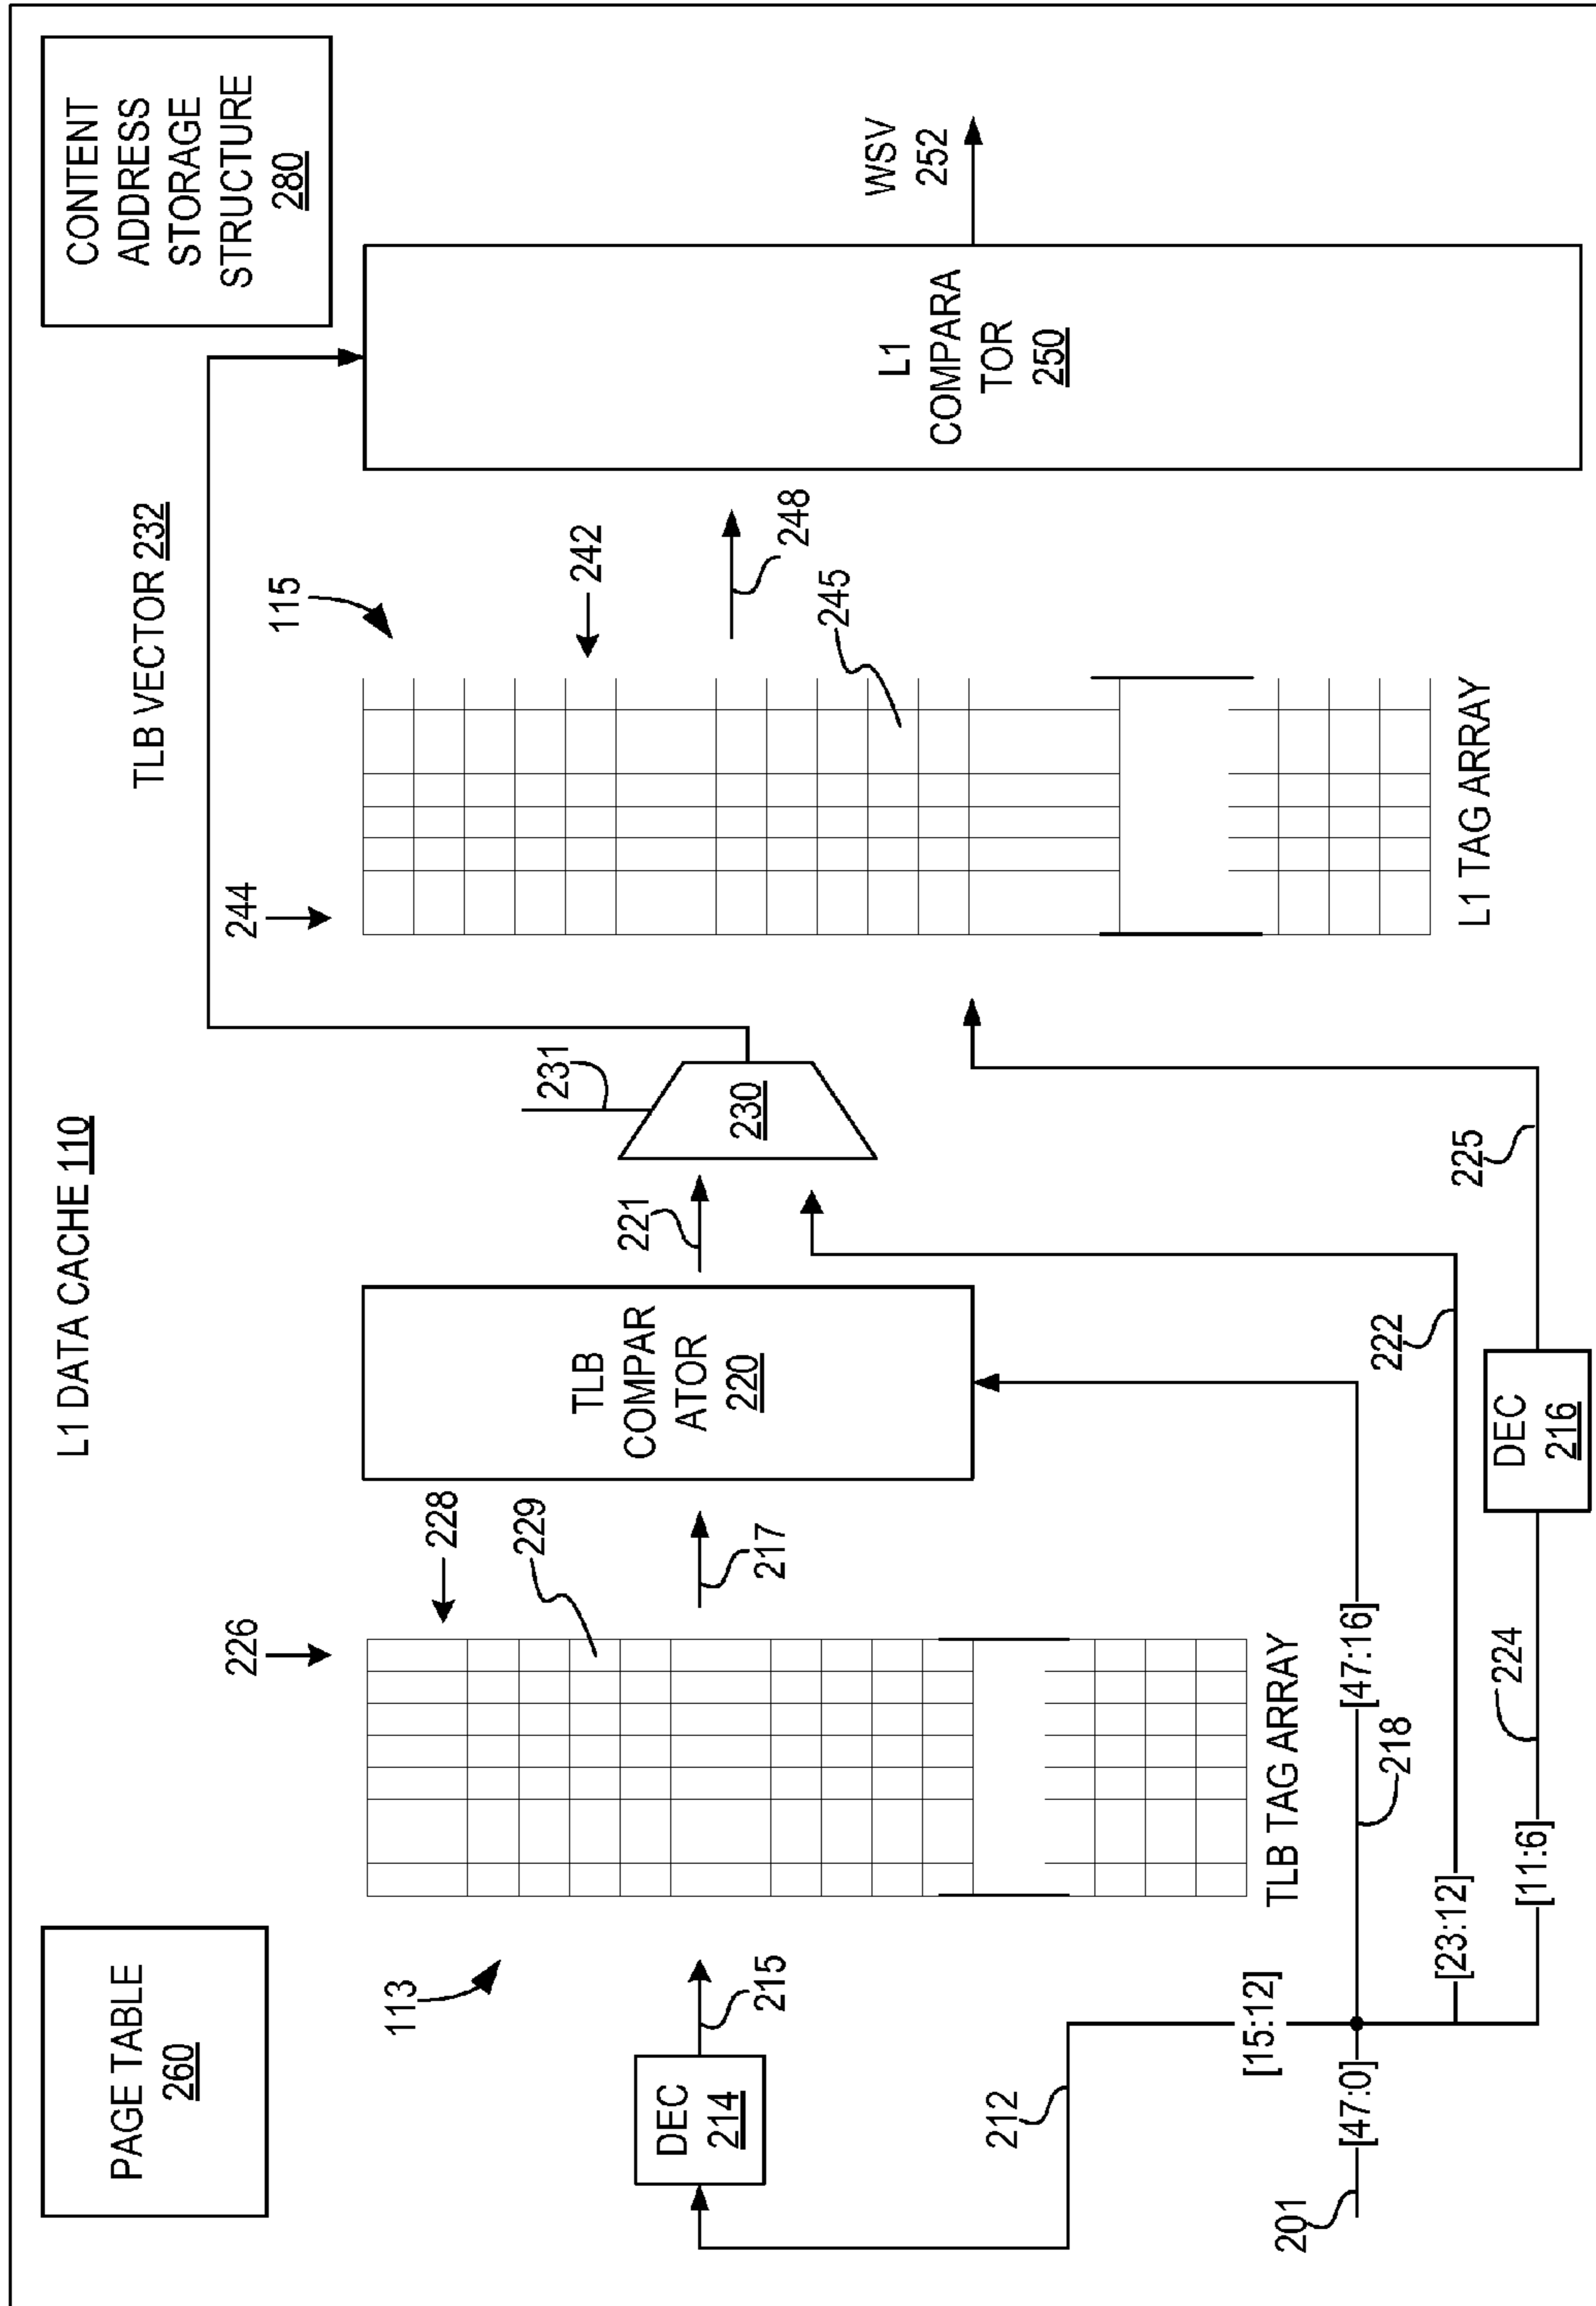 L1 DATA CACHE 110
PAGE TABLE
260
CONTENT
ADDRESS
STORAGE
STRUCTURE
280
TLB VECTOR 232
113
226
228
229
244
115
242
231
DEC
214
215
217
TLB
COMPAR
ATOR
220
221
230
248
245
L1
COMPARA
TOR
250
WSV
252
212
[15:12]
TLB TAG ARRAY
L1 TAG ARRAY
201
[47:0]
[47:16]
218
[23:12]
222
[11:6]
224
DEC
216
225